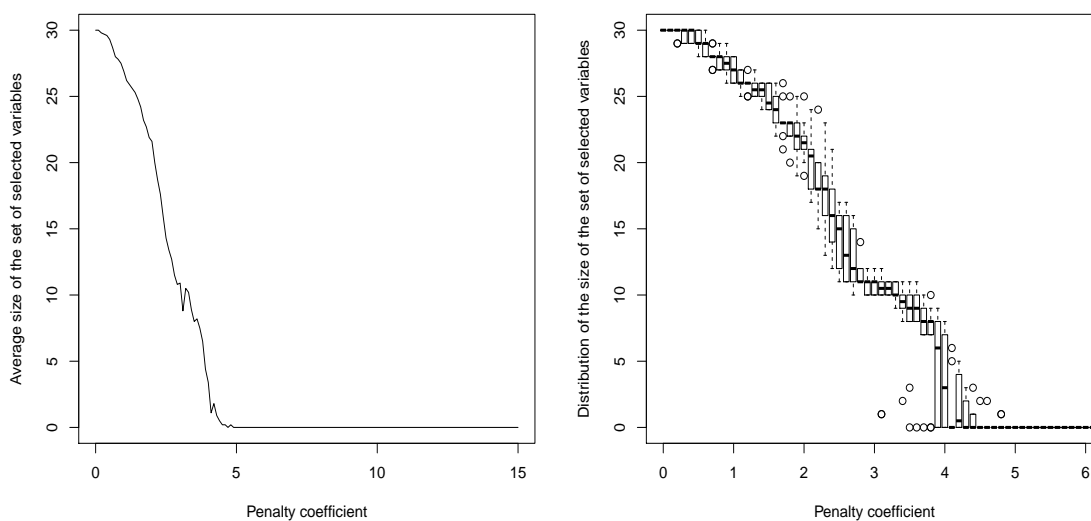 Average size of the set of selected variables
30
25
20
15
10
5
0
0 5 10 15
Penalty coefficient
Distribution of the size of the set of selected variables
30
25
20
15
10
5
0
0 1 2 3 4 5 6
Penalty coefficient